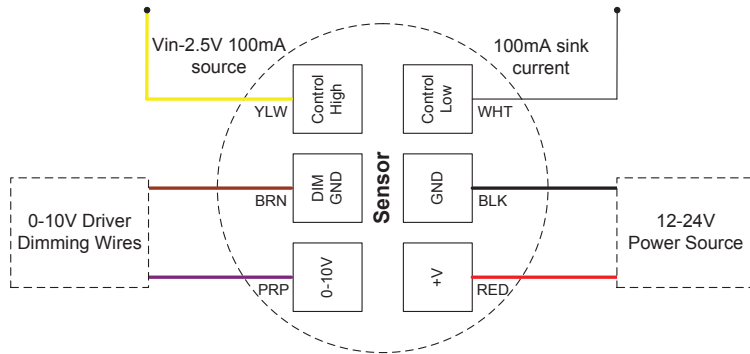 Vin-2.5V 100mA
source
100mA sink
current
Control
High
Control
Low
YLW
WHT
DIM
GND
GND
Sensor
BRN
BLK
0-10V Driver
Dimming Wires
12-24V
Power Source
0-10V
+V
PRP
RED